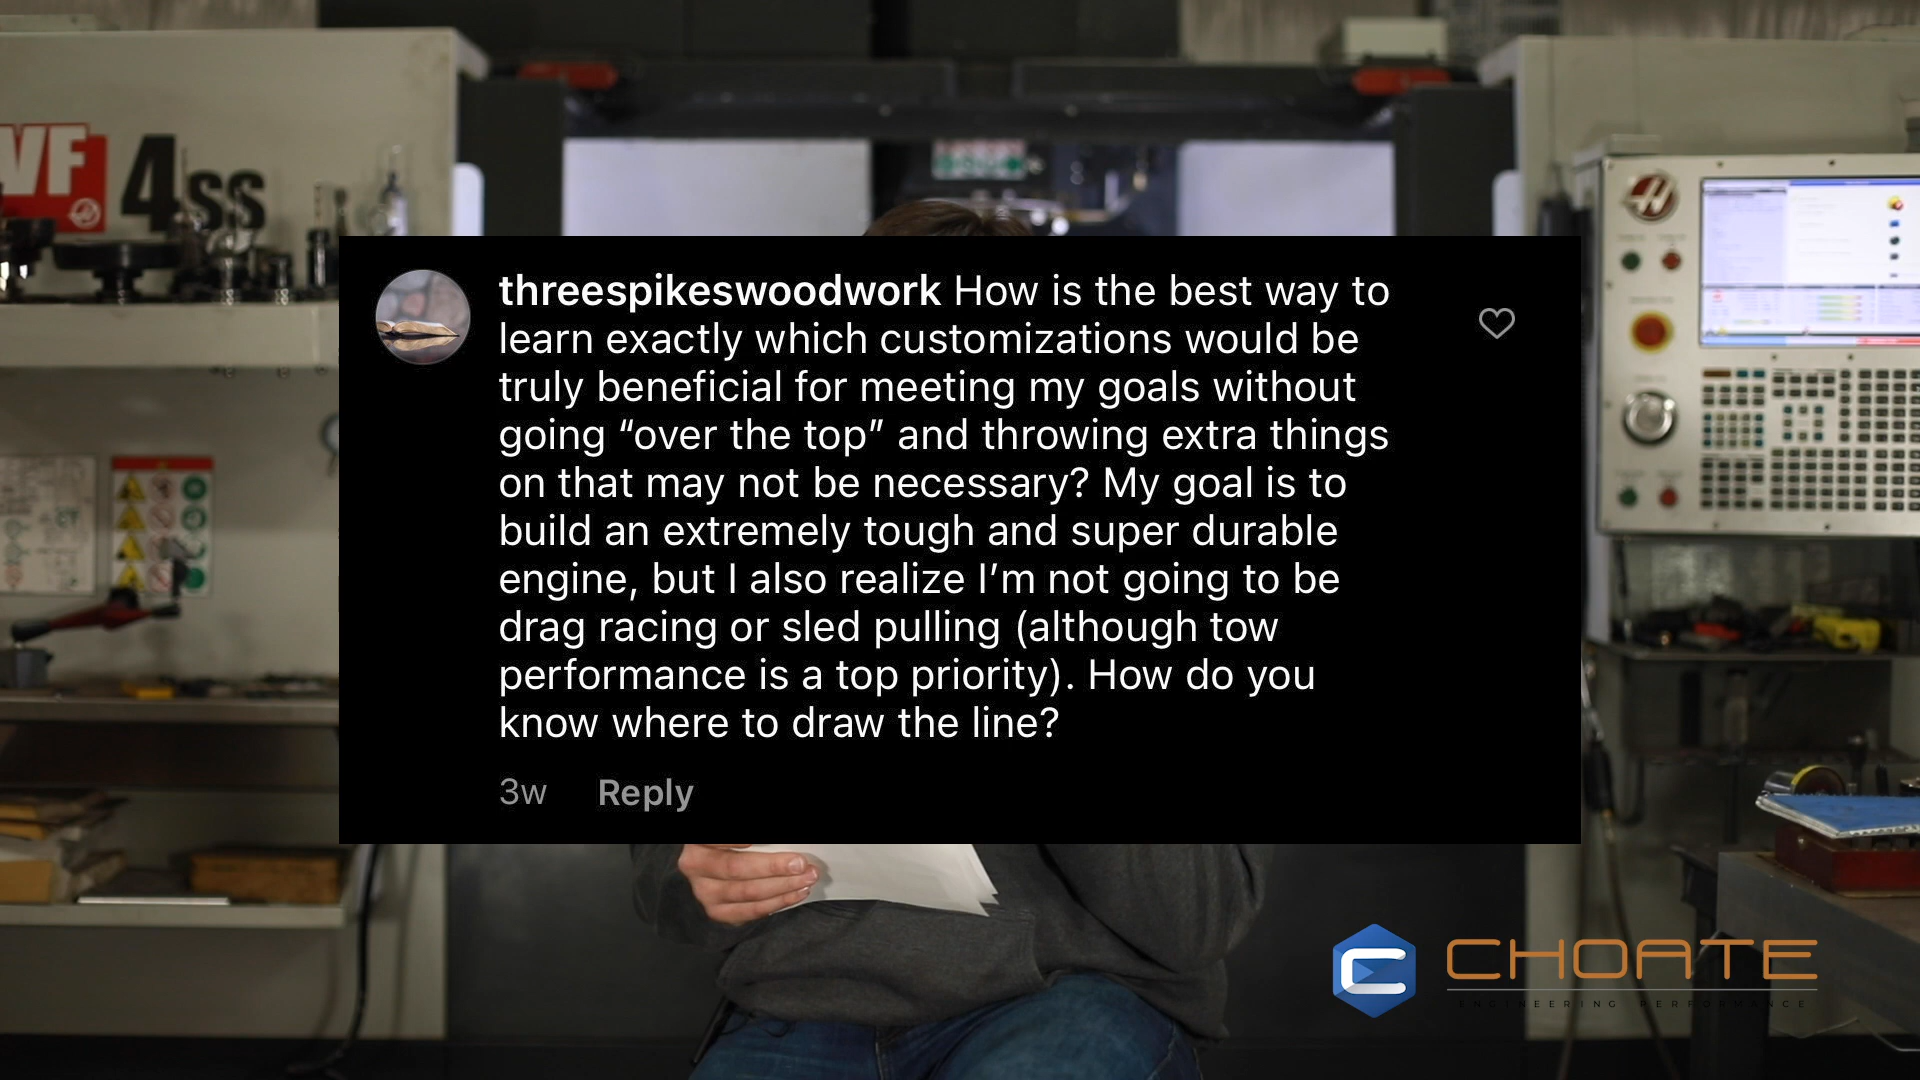 VF 4ss
threespikeswoodwork How is the best way to
learn exactly which customizations would be
truly beneficial for meeting my goals without
going “over the top” and throwing extra things
on that may not be necessary? My goal is to
build an extremely tough and super durable
engine, but I also realize I’m not going to be
drag racing or sled pulling (although tow
performance is a top priority). How do you
know where to draw the line?
3w Reply
CHOATE
ENGINEERING PERFORMANCE